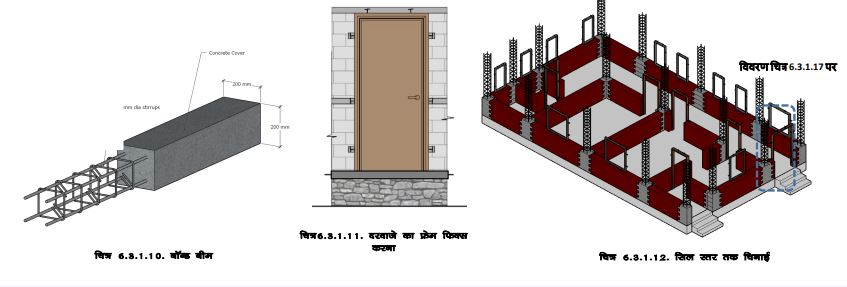 Concrete Cover
200 mm
mm dia stirrups
200 mm
चित्र 6.3.1.10. बॉन्ड बीम
चित्र6.3.1.11. दरवाजे का फ्रेम फिक्स
करना
विवरण चित्र 6.3.1.17 पर
चित्र 6.3.1.12. सिल स्तर तक चिनाई